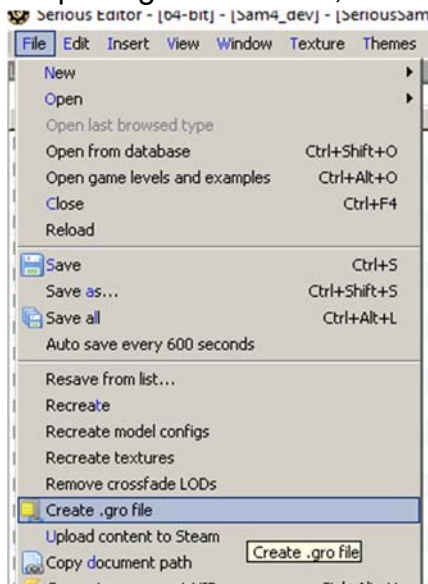 Serious Editor - [64-bit] - [Sam4_dev] - [SeriousSam
File Edit Insert View Window Texture Themes
New
Open
Open last browsed type
Open from database Ctrl+Shift+O
Open game levels and examples Ctrl+Alt+O
Close Ctrl+F4
Reload
Save Ctrl+S
Save as... Ctrl+Shift+S
Save all Ctrl+Alt+L
Auto save every 600 seconds
Resave from list...
Recreate
Recreate model configs
Recreate textures
Remove crossfade LODs
Create .gro file
Upload content to Steam
Create .gro file
Copy document path